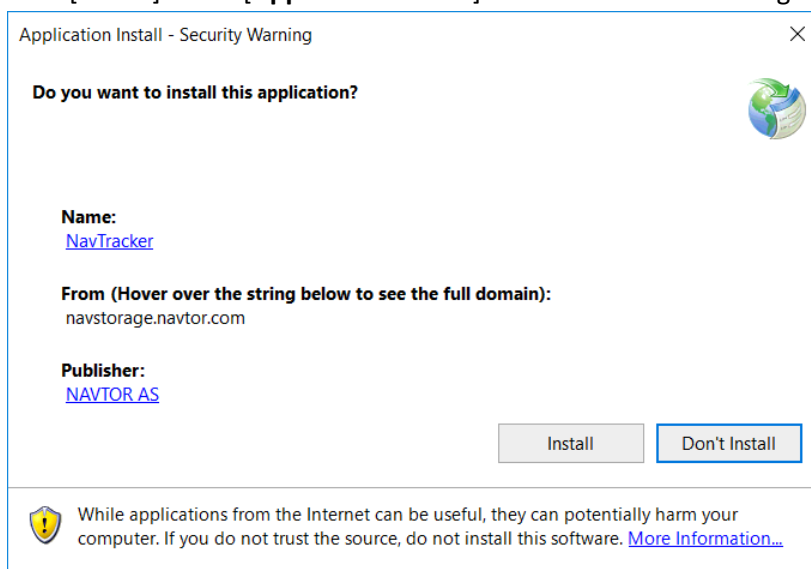 Application Install - Security Warning
Do you want to install this application?
Name:
NavTracker
From (Hover over the string below to see the full domain):
navstorage.navtor.com
Publisher:
NAVTOR AS
Install
Don't Install
While applications from the Internet can be useful, they can potentially harm your
computer. If you do not trust the source, do not install this software. More Information...